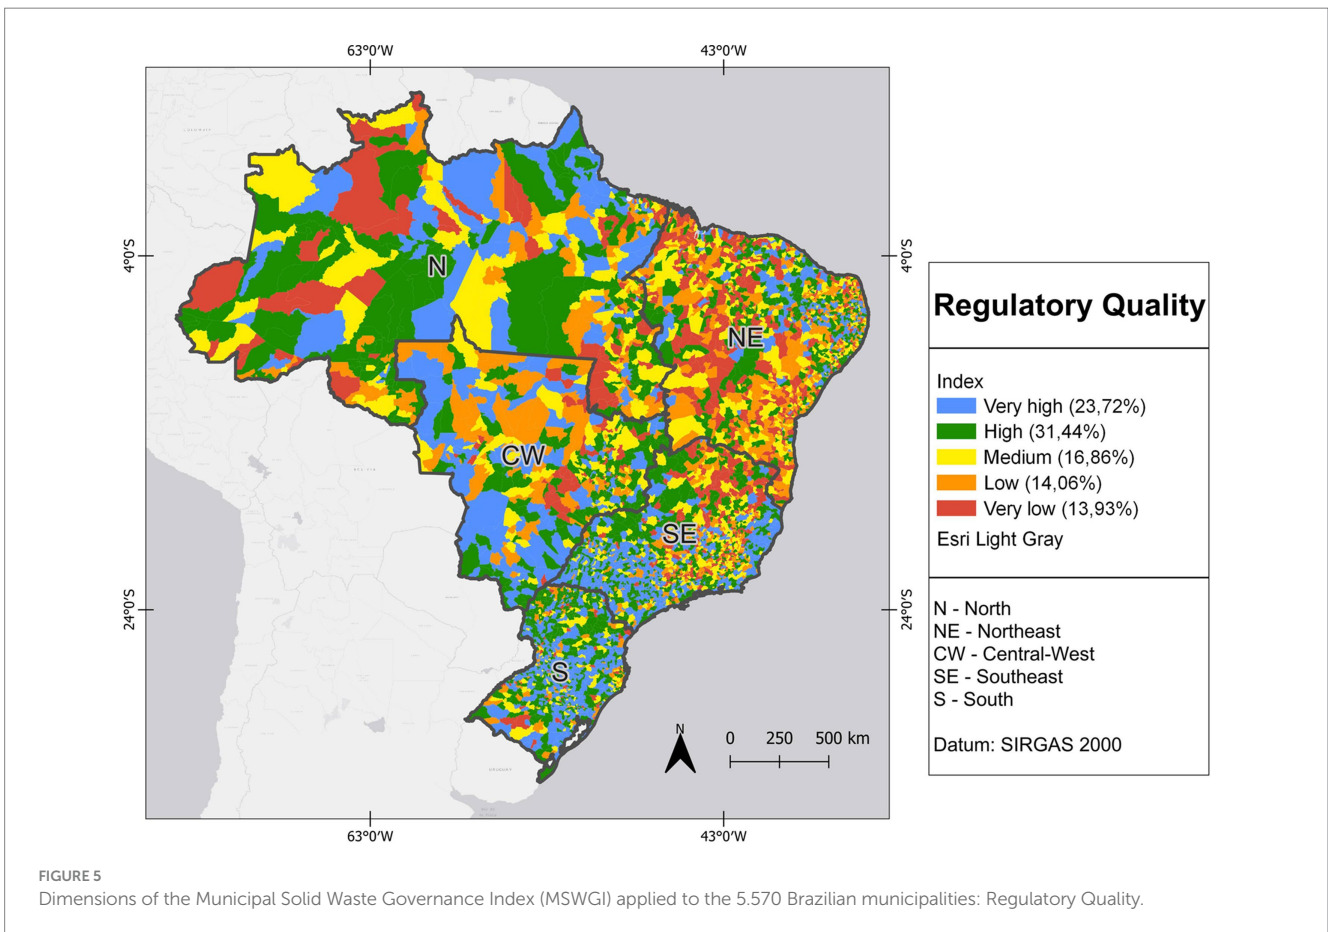 63°0'W 43°0'W
4°0'S 4°0'S
N
NE
CW
SE
S
24°0'S 24°0'S
N
0 250 500 km
63°0'W 43°0'W
Regulatory Quality
Index
Very high (23,72%)
High (31,44%)
Medium (16,86%)
Low (14,06%)
Very low (13,93%)
Esri Light Gray
N - North
NE - Northeast
CW - Central-West
SE - Southeast
S - South
Datum: SIRGAS 2000
FIGURE 5
Dimensions of the Municipal Solid Waste Governance Index (MSWGI) applied to the 5.570 Brazilian municipalities: Regulatory Quality.